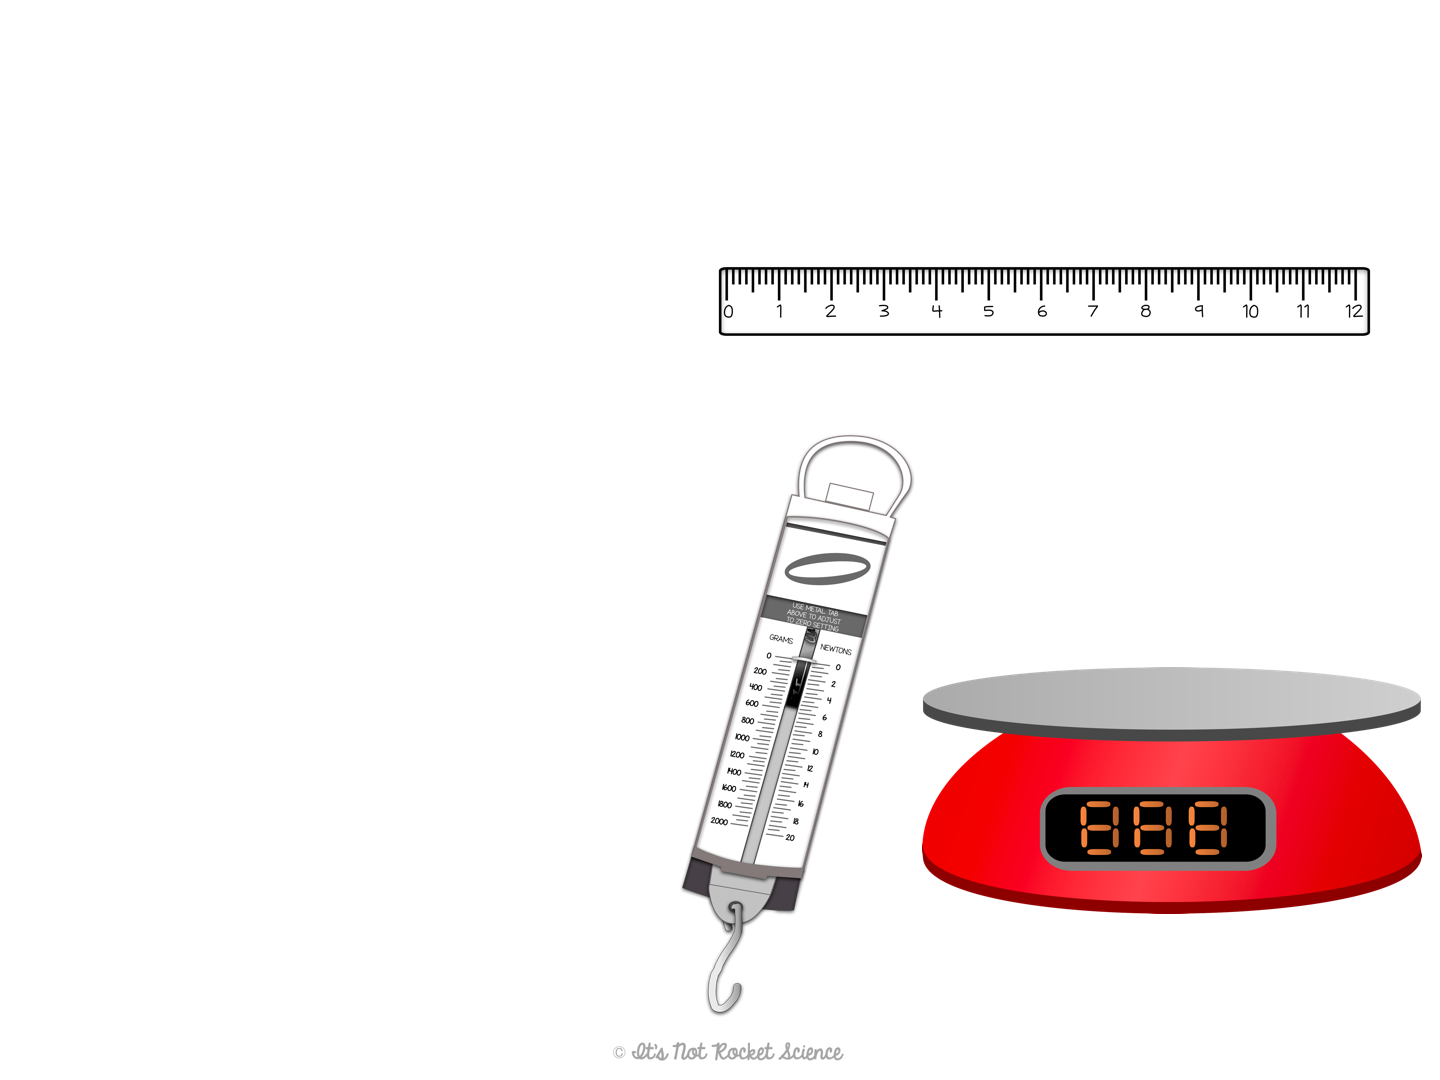 0 1 2 3 4 5 6 7 8 9 10 11 12
USE METAL TAB
ABOVE TO ADJUST
TO ZERO SETTING
GRAMS NEWTONS
0 0
200 2
400 4
600 6
800 8
1000 10
1200 12
1400 14
1600 16
1800 18
2000 20
888
© It's Not Rocket Science